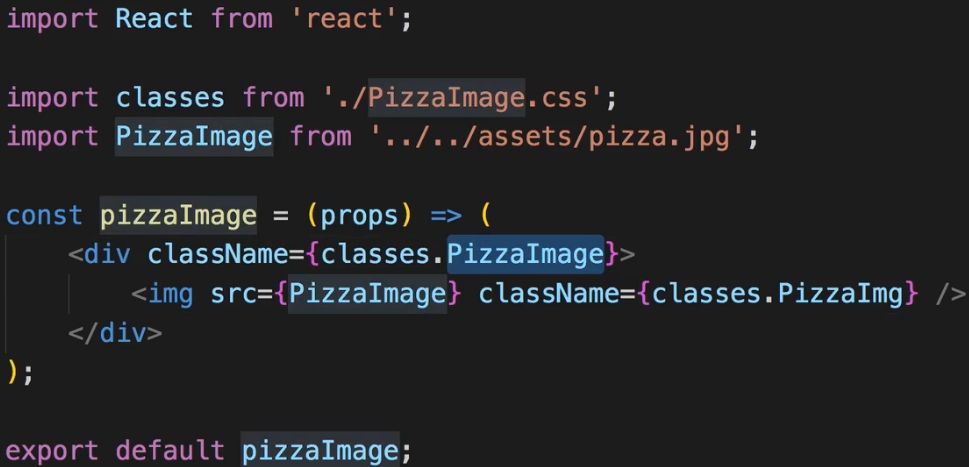 import React from 'react';
import classes from './PizzaImage.css';
import PizzaImage from '../../assets/pizza.jpg';
const pizzaImage = (props) => (
<div className={classes.PizzaImage}>
<img src={PizzaImage} className={classes.PizzaImg} />
</div>
);
export default pizzaImage;